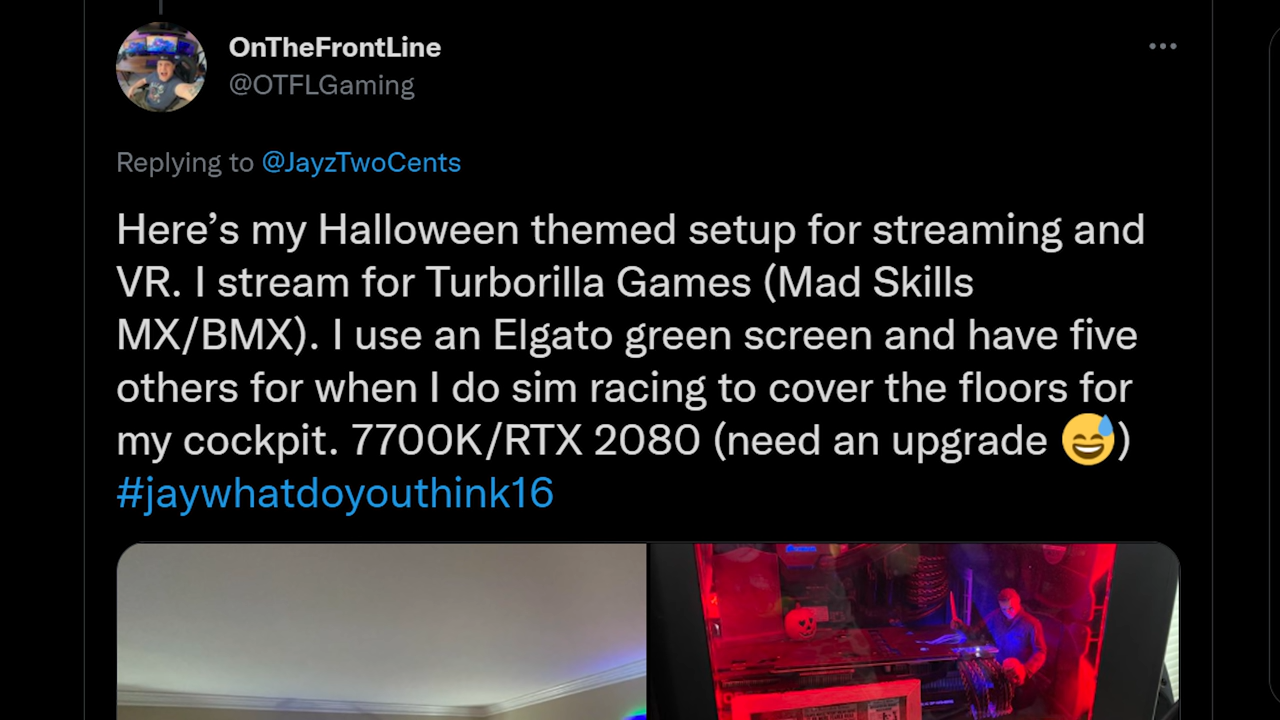 OnTheFrontLine
@OTFLGaming
Replying to @JayzTwoCents
Here’s my Halloween themed setup for streaming and
VR. I stream for Turborilla Games (Mad Skills
MX/BMX). I use an Elgato green screen and have five
others for when I do sim racing to cover the floors for
my cockpit. 7700K/RTX 2080 (need an upgrade 😅)
#jaywhatdoyouthink16